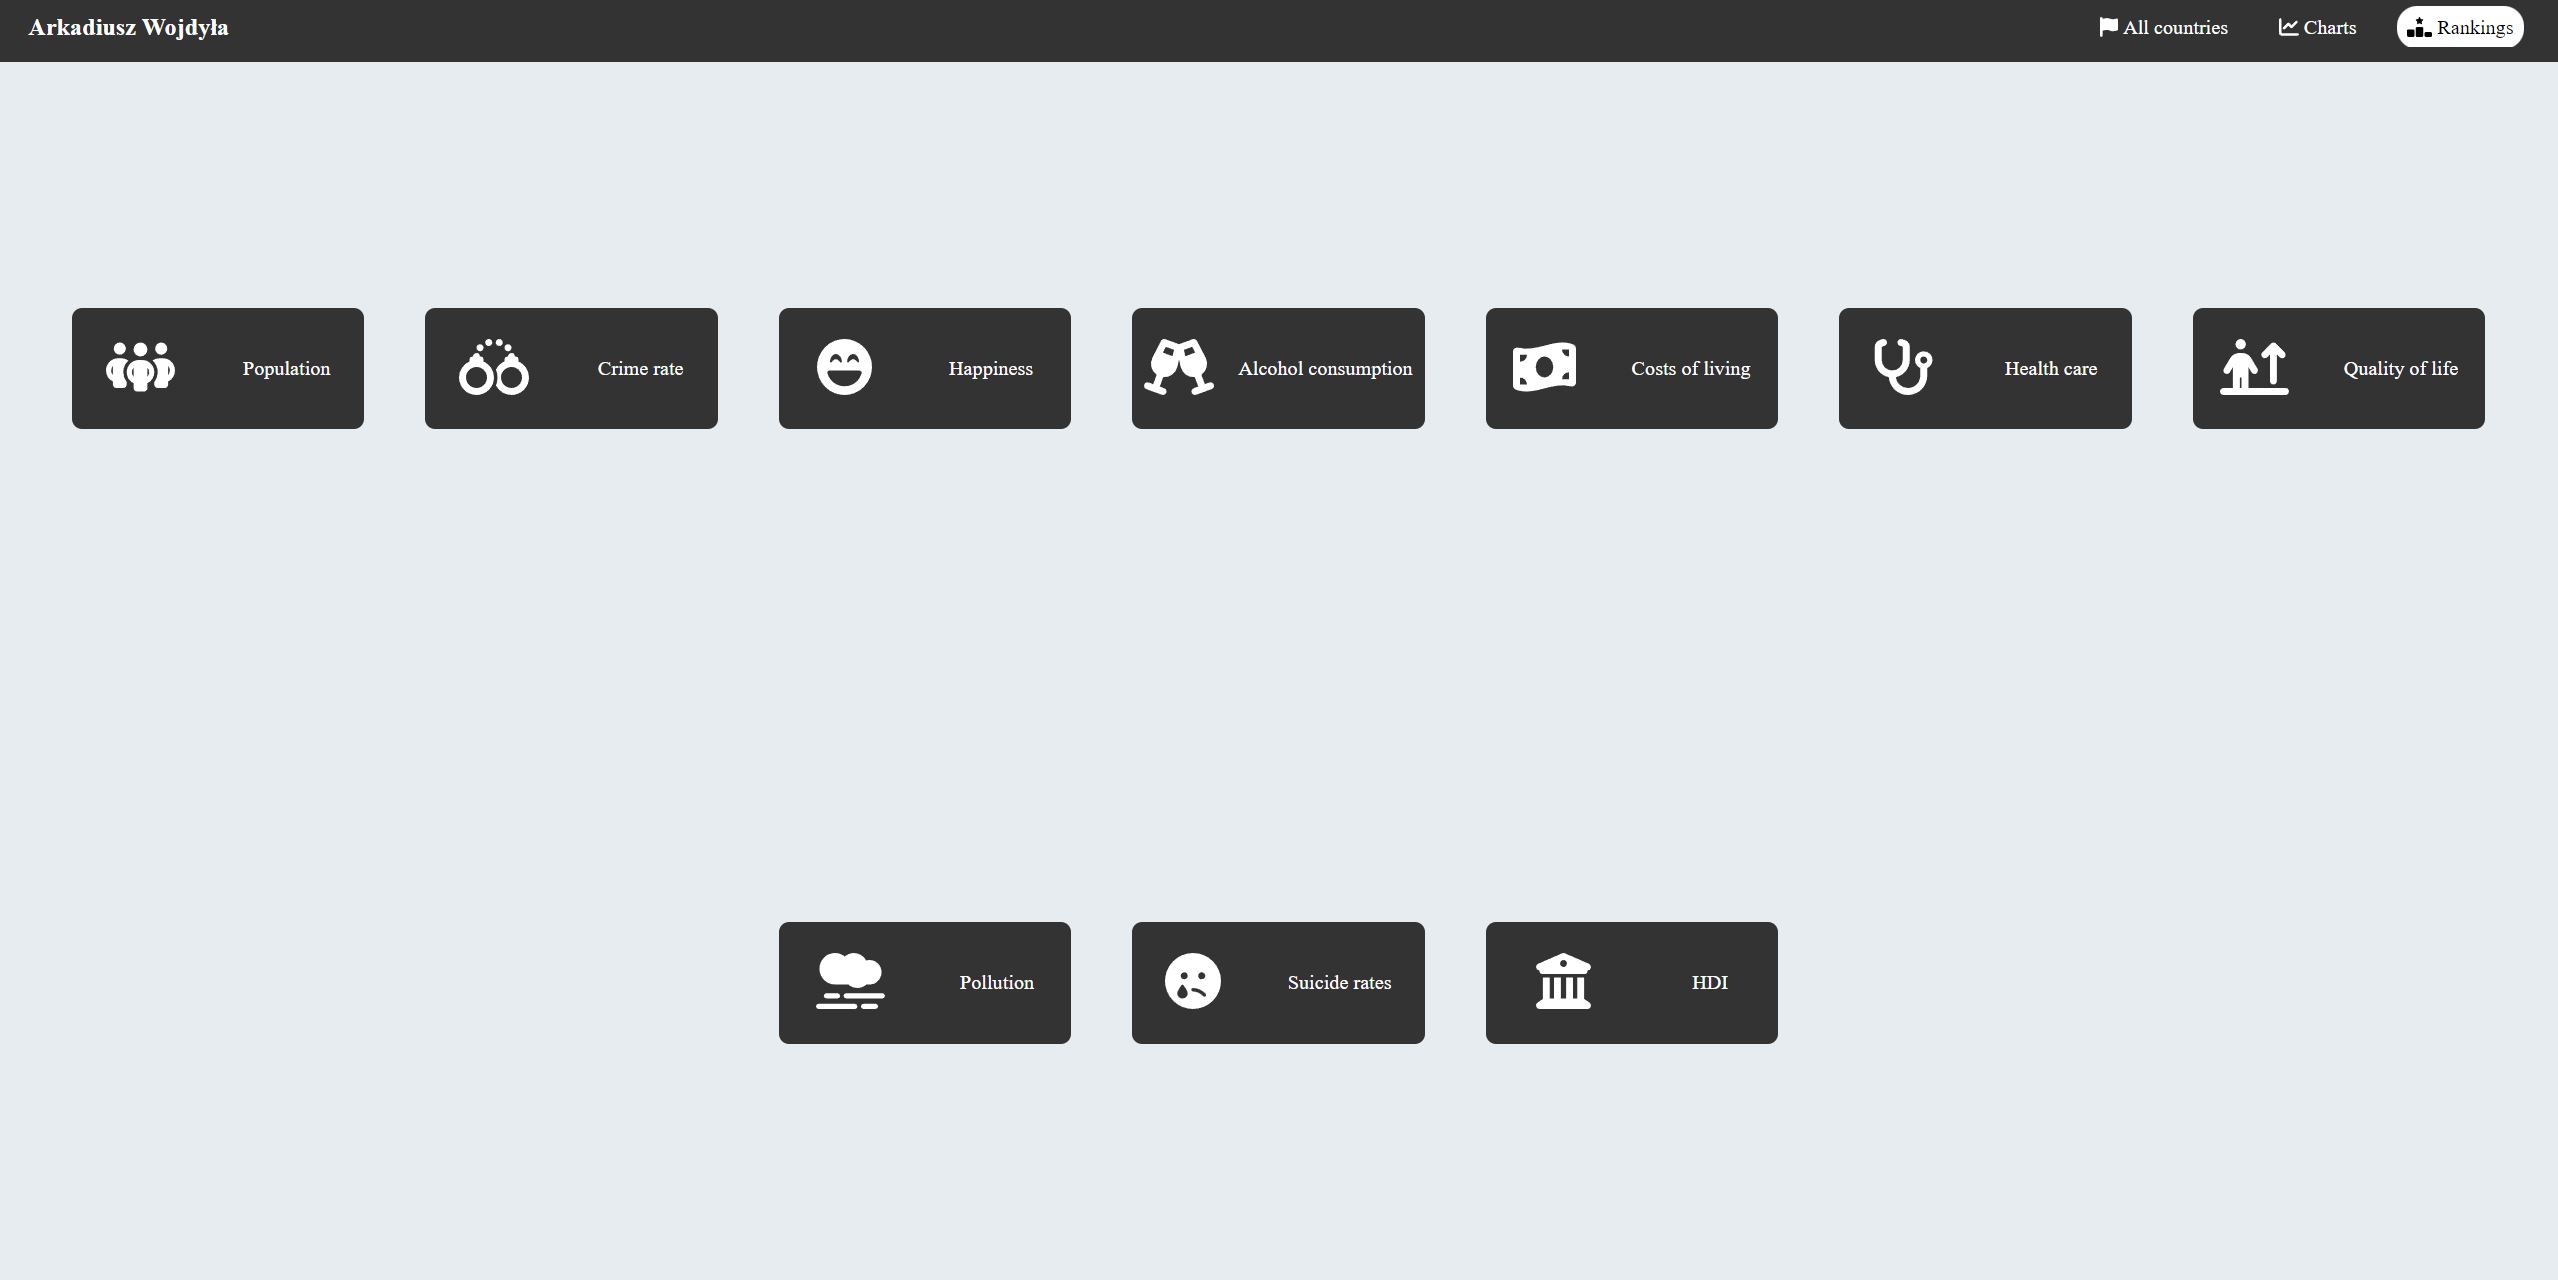 Arkadiusz Wojdyła
All countries
Charts
Rankings
Population
Crime rate
Happiness
Alcohol consumption
Costs of living
Health care
Quality of life
Pollution
Suicide rates
HDI